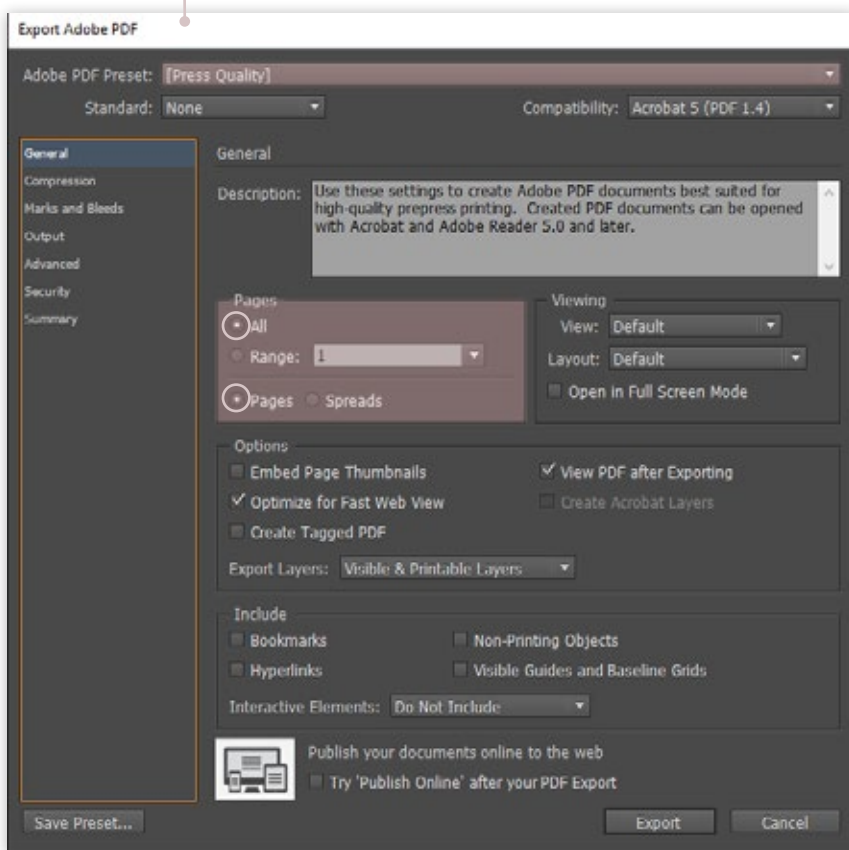 Export Adobe PDF
Adobe PDF Preset: [Press Quality]
Standard: None Compatibility: Acrobat 5 (PDF 1.4)
General
Compression
Marks and Bleeds
Output
Advanced
Security
Summary
General
Description: Use these settings to create Adobe PDF documents best suited for
high-quality prepress printing. Created PDF documents can be opened
with Acrobat and Adobe Reader 5.0 and later.
Pages
All
Range: 1
Pages Spreads
Viewing
View: Default
Layout: Default
Open in Full Screen Mode
Options
Embed Page Thumbnails View PDF after Exporting
Optimize for Fast Web View Create Acrobat Layers
Create Tagged PDF
Export Layers: Visible & Printable Layers
Include
Bookmarks Non-Printing Objects
Hyperlinks Visible Guides and Baseline Grids
Interactive Elements: Do Not Include
Publish your documents online to the web
Try 'Publish Online' after your PDF Export
Save Preset... Export Cancel